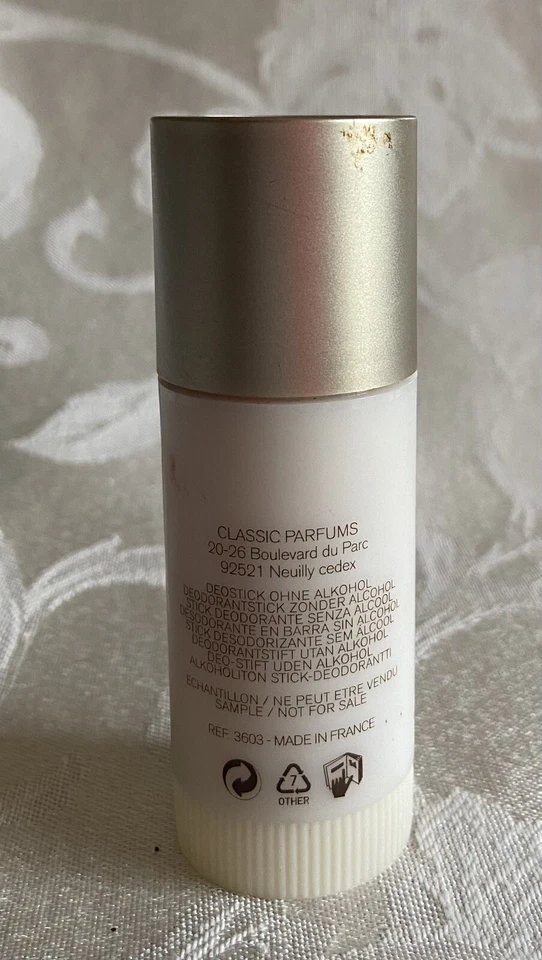 CLASSIC PARFUMS
20-26 Boulevard du Parc
92521 Neuilly cedex
DEOSTICK OHNE ALKOHOL
DEODORANTSTICK ZONDER ALCOHOL
STICK DEODORANTE SENZA ALCOOL
DESODORANTE EN BARRA SIN ALCOHOL
STICK DESODORIZANTE SEM ALCOOL
DEODORANTSTIFT UTAN ALKOHOL
DEO-STIFT UDEN ALKOHOL
ALKOHOLITON STICK-DEODORANTTI
ECHANTILLON / NE PEUT ETRE VENDU
SAMPLE / NOT FOR SALE
REF 3603 - MADE IN FRANCE
7
OTHER